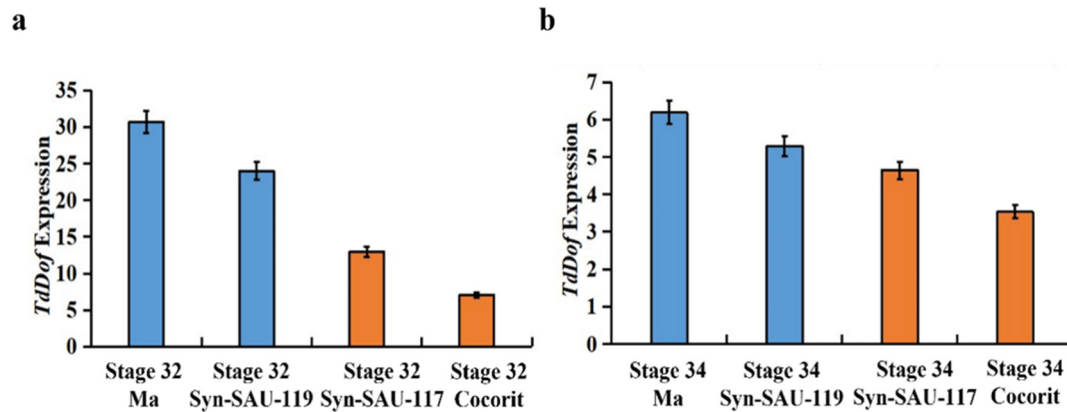 a
b
TdDof Expression
35
30
25
20
15
10
5
0
Stage 32 Stage 32 Stage 32 Stage 32
Ma Syn-SAU-119 Syn-SAU-117 Cocorit
TdDof Expression
7
6
5
4
3
2
1
0
Stage 34 Stage 34 Stage 34 Stage 34
Ma Syn-SAU-119 Syn-SAU-117 Cocorit